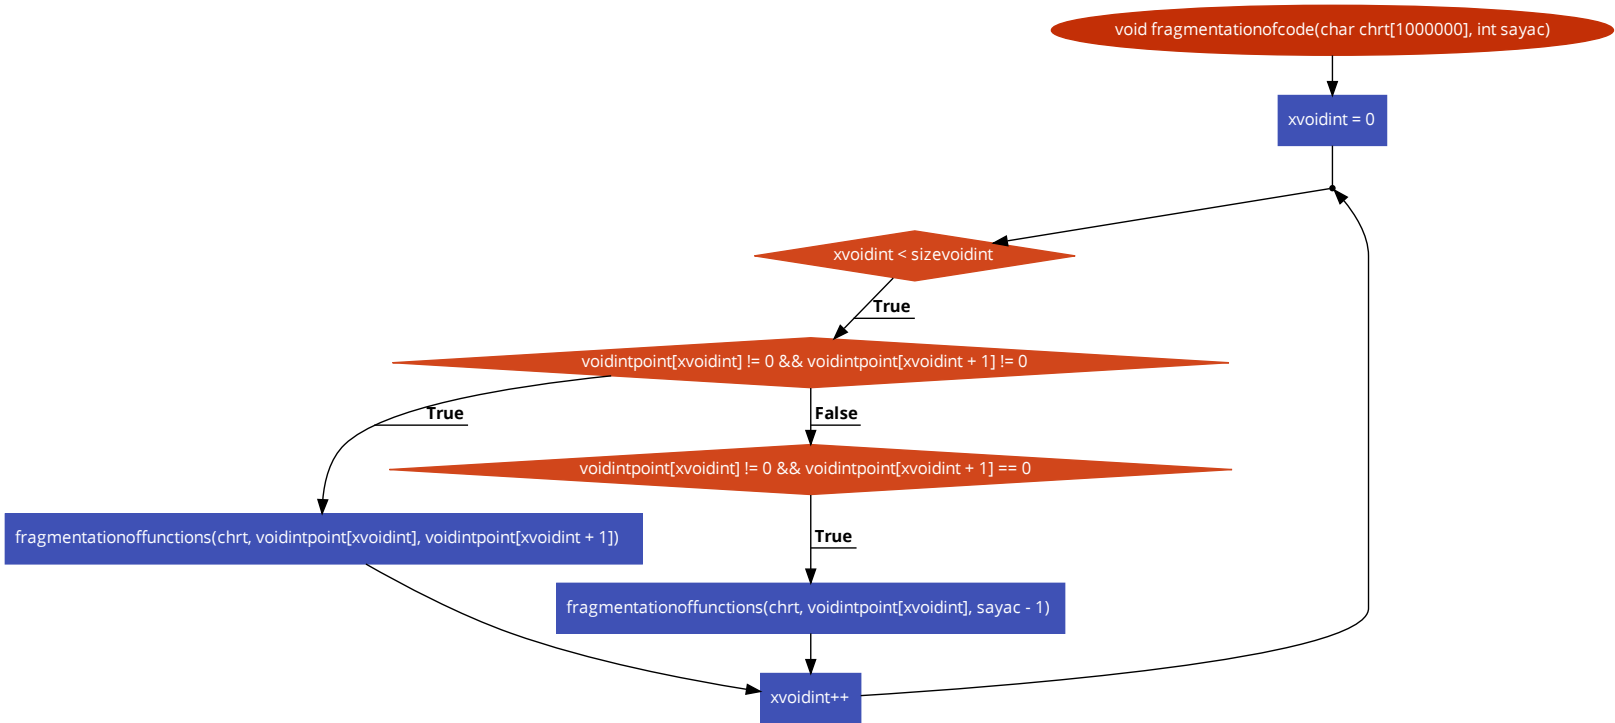 void fragmentationofcode(char chrt[1000000], int sayac)
xvoidint = 0
xvoidint < sizevoidint
True
voidintpoint[xvoidint] != 0 && voidintpoint[xvoidint + 1] != 0
True
False
voidintpoint[xvoidint] != 0 && voidintpoint[xvoidint + 1] == 0
fragmentationoffunctions(chrt, voidintpoint[xvoidint], voidintpoint[xvoidint + 1])
True
fragmentationoffunctions(chrt, voidintpoint[xvoidint], sayac - 1)
xvoidint++